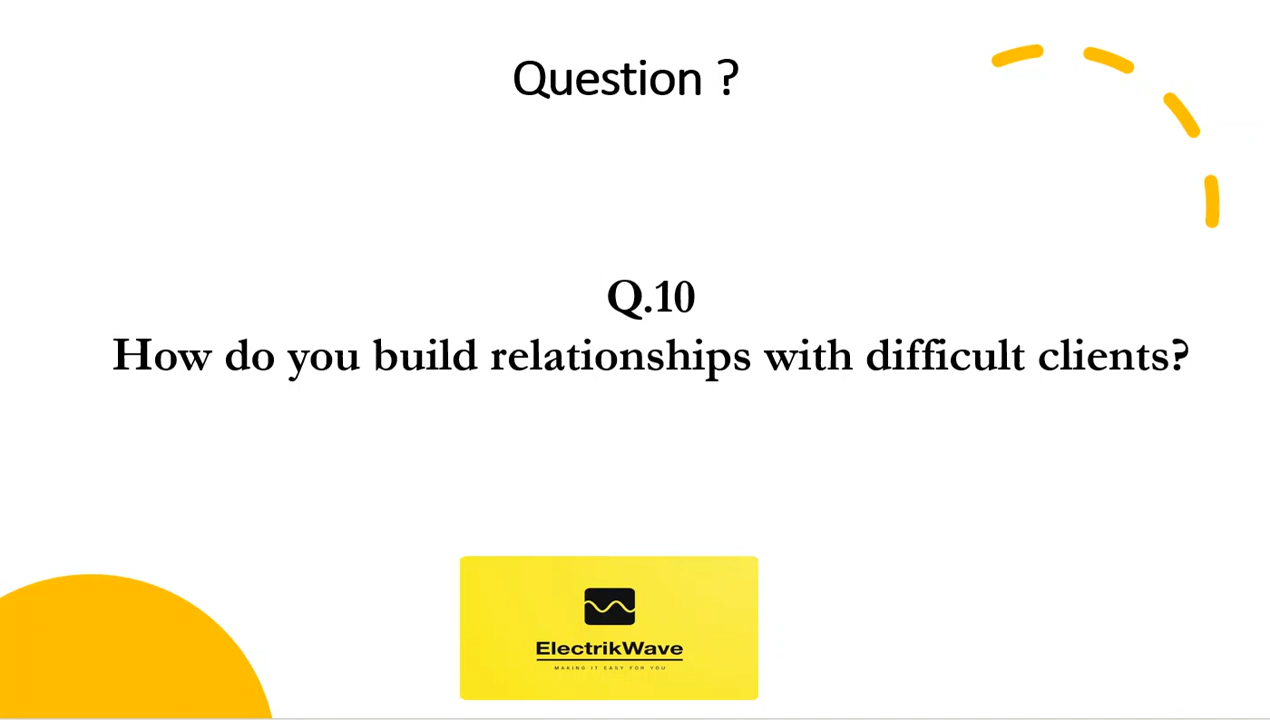 Question ?
Q.10
How do you build relationships with difficult clients?
ElectrikWave
MAKING IT EASY FOR YOU